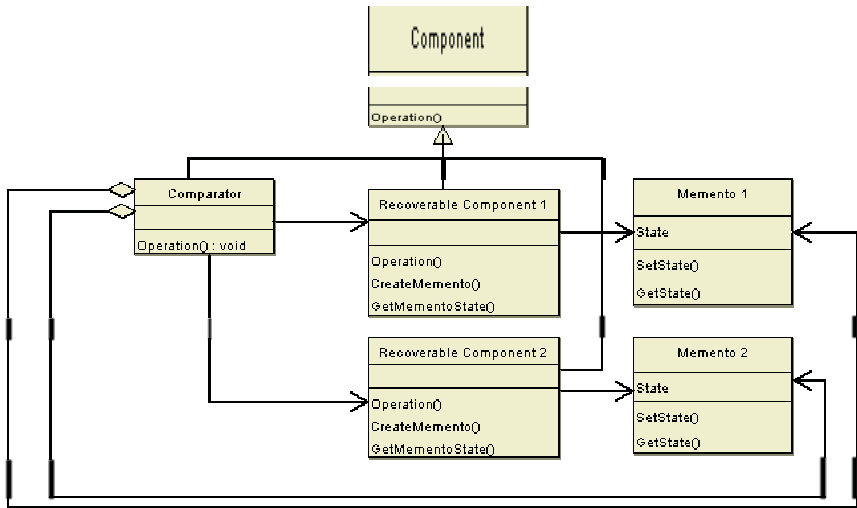 Component
Operation()
Comparator
Operation() : void
Recoverable Component 1
Operation()
CreateMemento()
GetMementoState()
Memento 1
State
SetState()
GetState()
Recoverable Component 2
Operation()
CreateMemento()
GetMementoState()
Memento 2
State
SetState()
GetState()